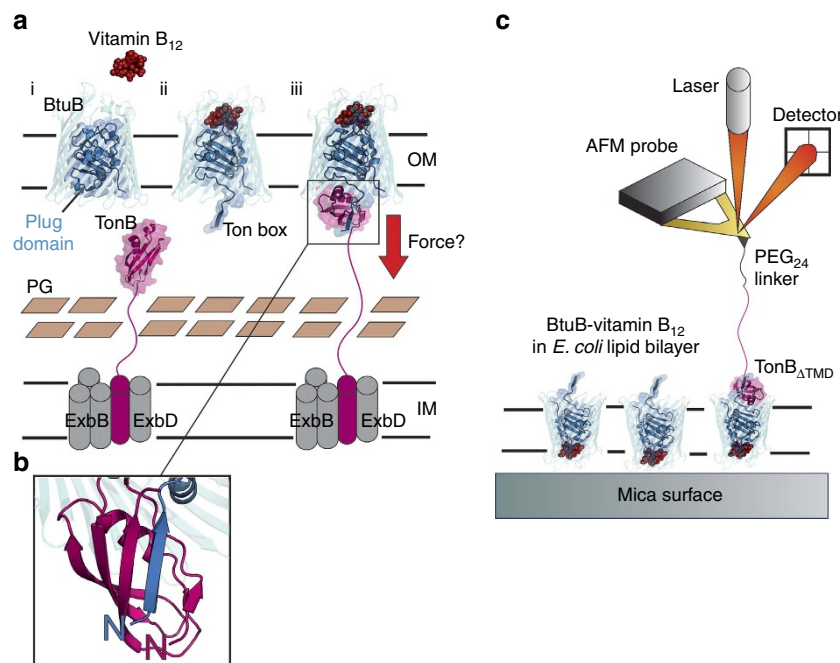 a
Vitamin B12
i
ii
iii
BtuB
OM
Plug
domain
TonB
Ton box
Force?
PG
ExbB
ExbD
ExbB
ExbD
IM
b
N
N
c
Laser
Detector
AFM probe
PEG24
linker
BtuB-vitamin B12
in E. coli lipid bilayer
TonBΔTMD
Mica surface